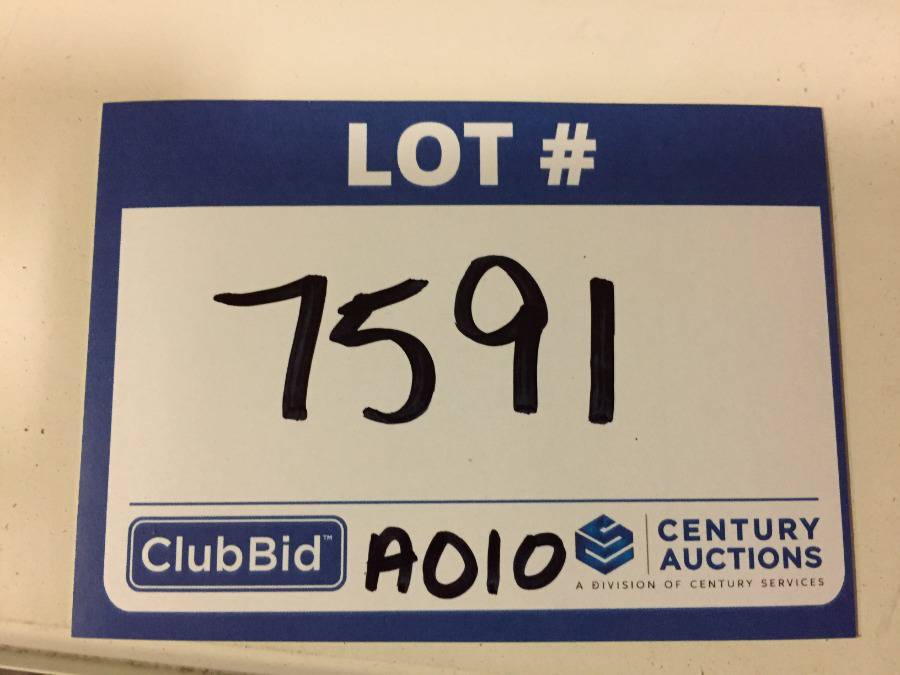 LOT #
7591
ClubBid™ A010 CENTURY
AUCTIONS
A DIVISION OF CENTURY SERVICES